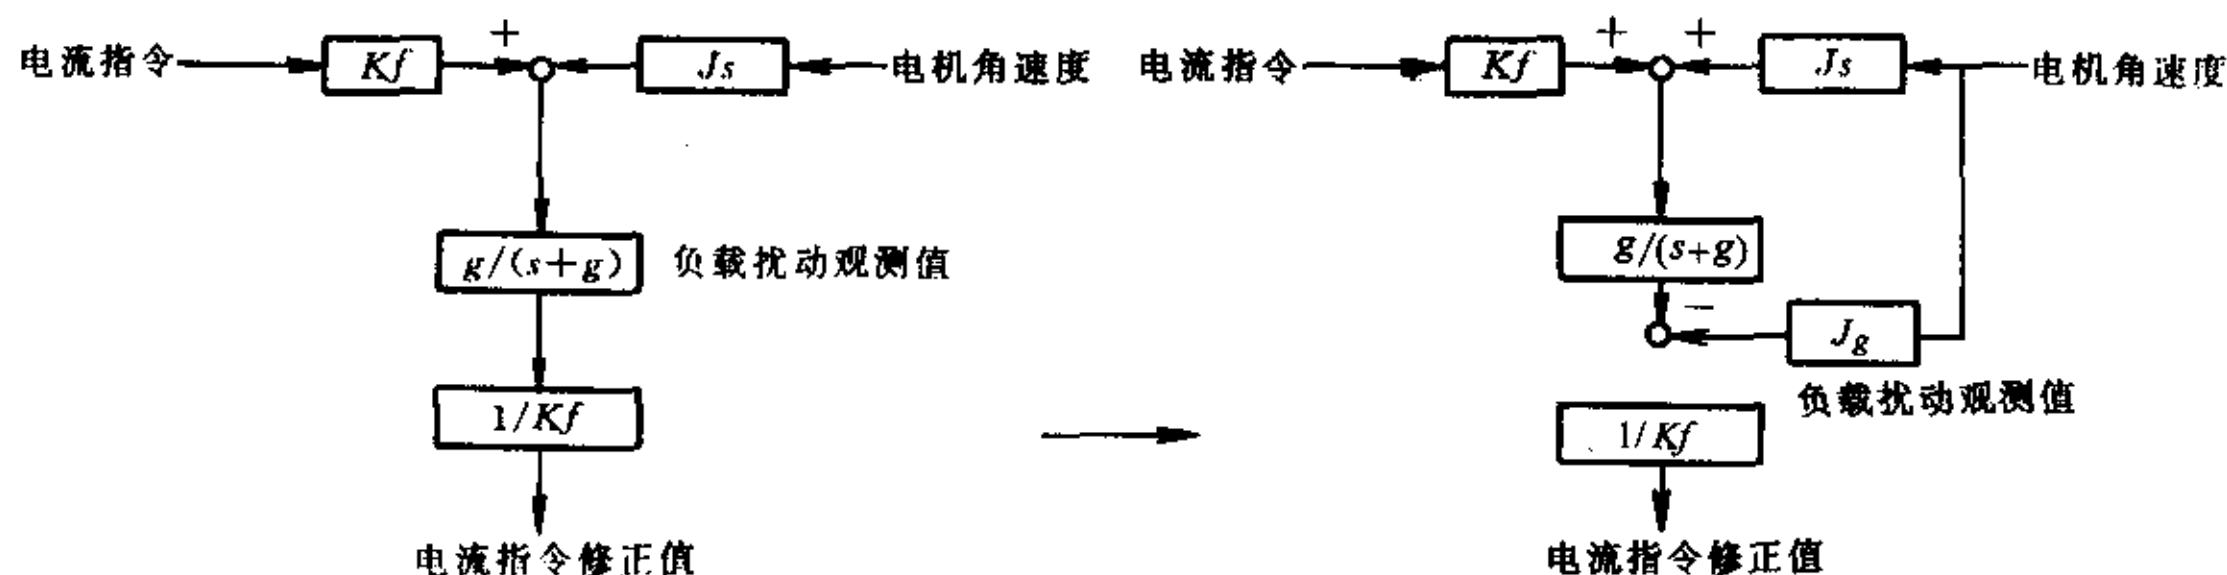 +
电流指令
Kf
Js
电机角速度
g/(s+g)
负载扰动观测值
1/Kf
电流指令修正值
+
+
电流指令
Kf
Js
电机角速度
g/(s+g)
−
Jg
负载扰动观测值
1/Kf
电流指令修正值